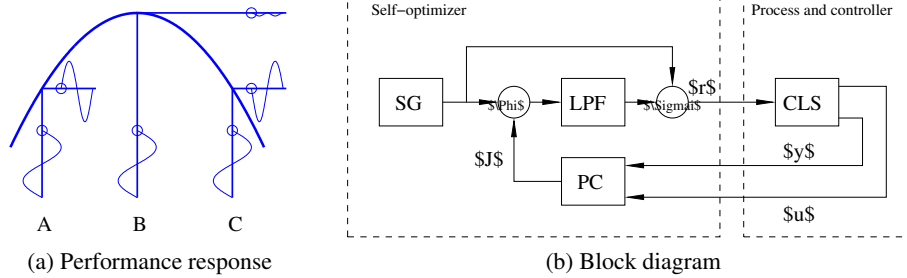 Self-optimizer
Process and controller
SG
$\Phi$
LPF
$\Sigma$
$r$
CLS
$J$
PC
$y$
$u$
A B C
(a) Performance response
(b) Block diagram